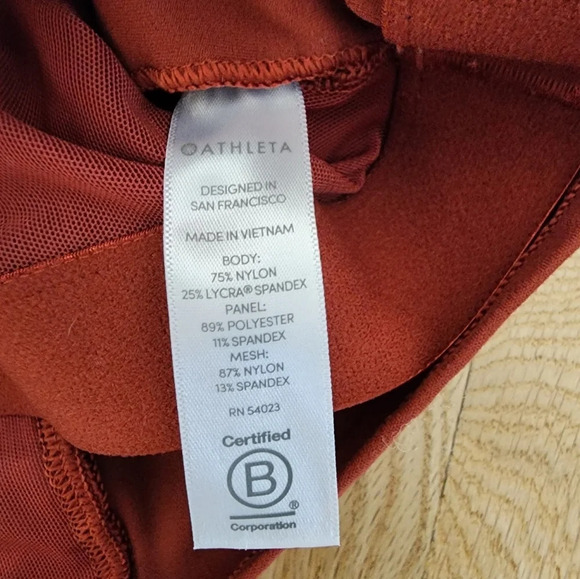 ATHLETA
DESIGNED IN
SAN FRANCISCO
MADE IN VIETNAM
BODY:
75% NYLON
25% LYCRA® SPANDEX
PANEL:
89% POLYESTER
11% SPANDEX
MESH:
87% NYLON
13% SPANDEX
RN 54023
Certified
B
®
Corporation